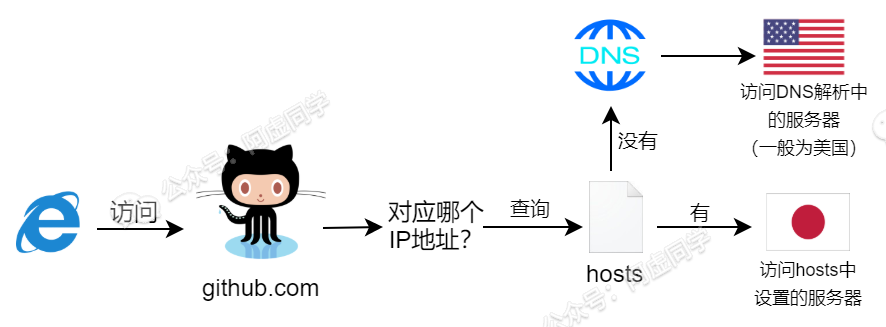 DNS
访问DNS解析中
的服务器
（一般为美国）
没有
公众号：阿虚同学
访问
对应哪个
IP地址？
查询
有
github.com
hosts
访问hosts中
设置的服务器
公众号：阿虚同学